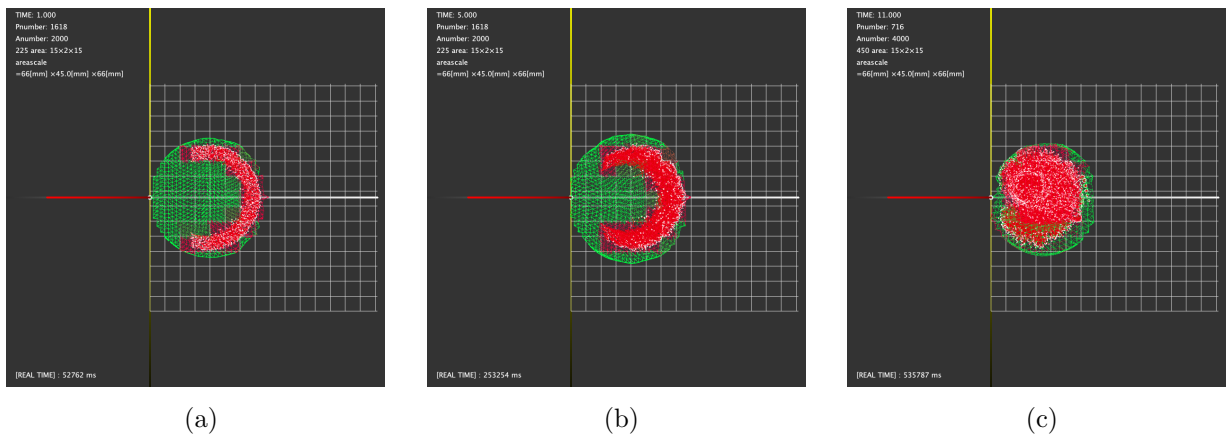 TIME: 1.000
Pnumber: 1618
Anumber: 2000
225 area: 15×2×15
areascale
=66[mm] ×45.0[mm] ×66[mm]
[REAL TIME] : 52762 ms
(a)
TIME: 5.000
Pnumber: 1618
Anumber: 2000
225 area: 15×2×15
areascale
=66[mm] ×45.0[mm] ×66[mm]
[REAL TIME] : 253254 ms
(b)
TIME: 11.000
Pnumber: 716
Anumber: 4000
450 area: 15×2×15
areascale
=66[mm] ×45.0[mm] ×66[mm]
[REAL TIME] : 535787 ms
(c)